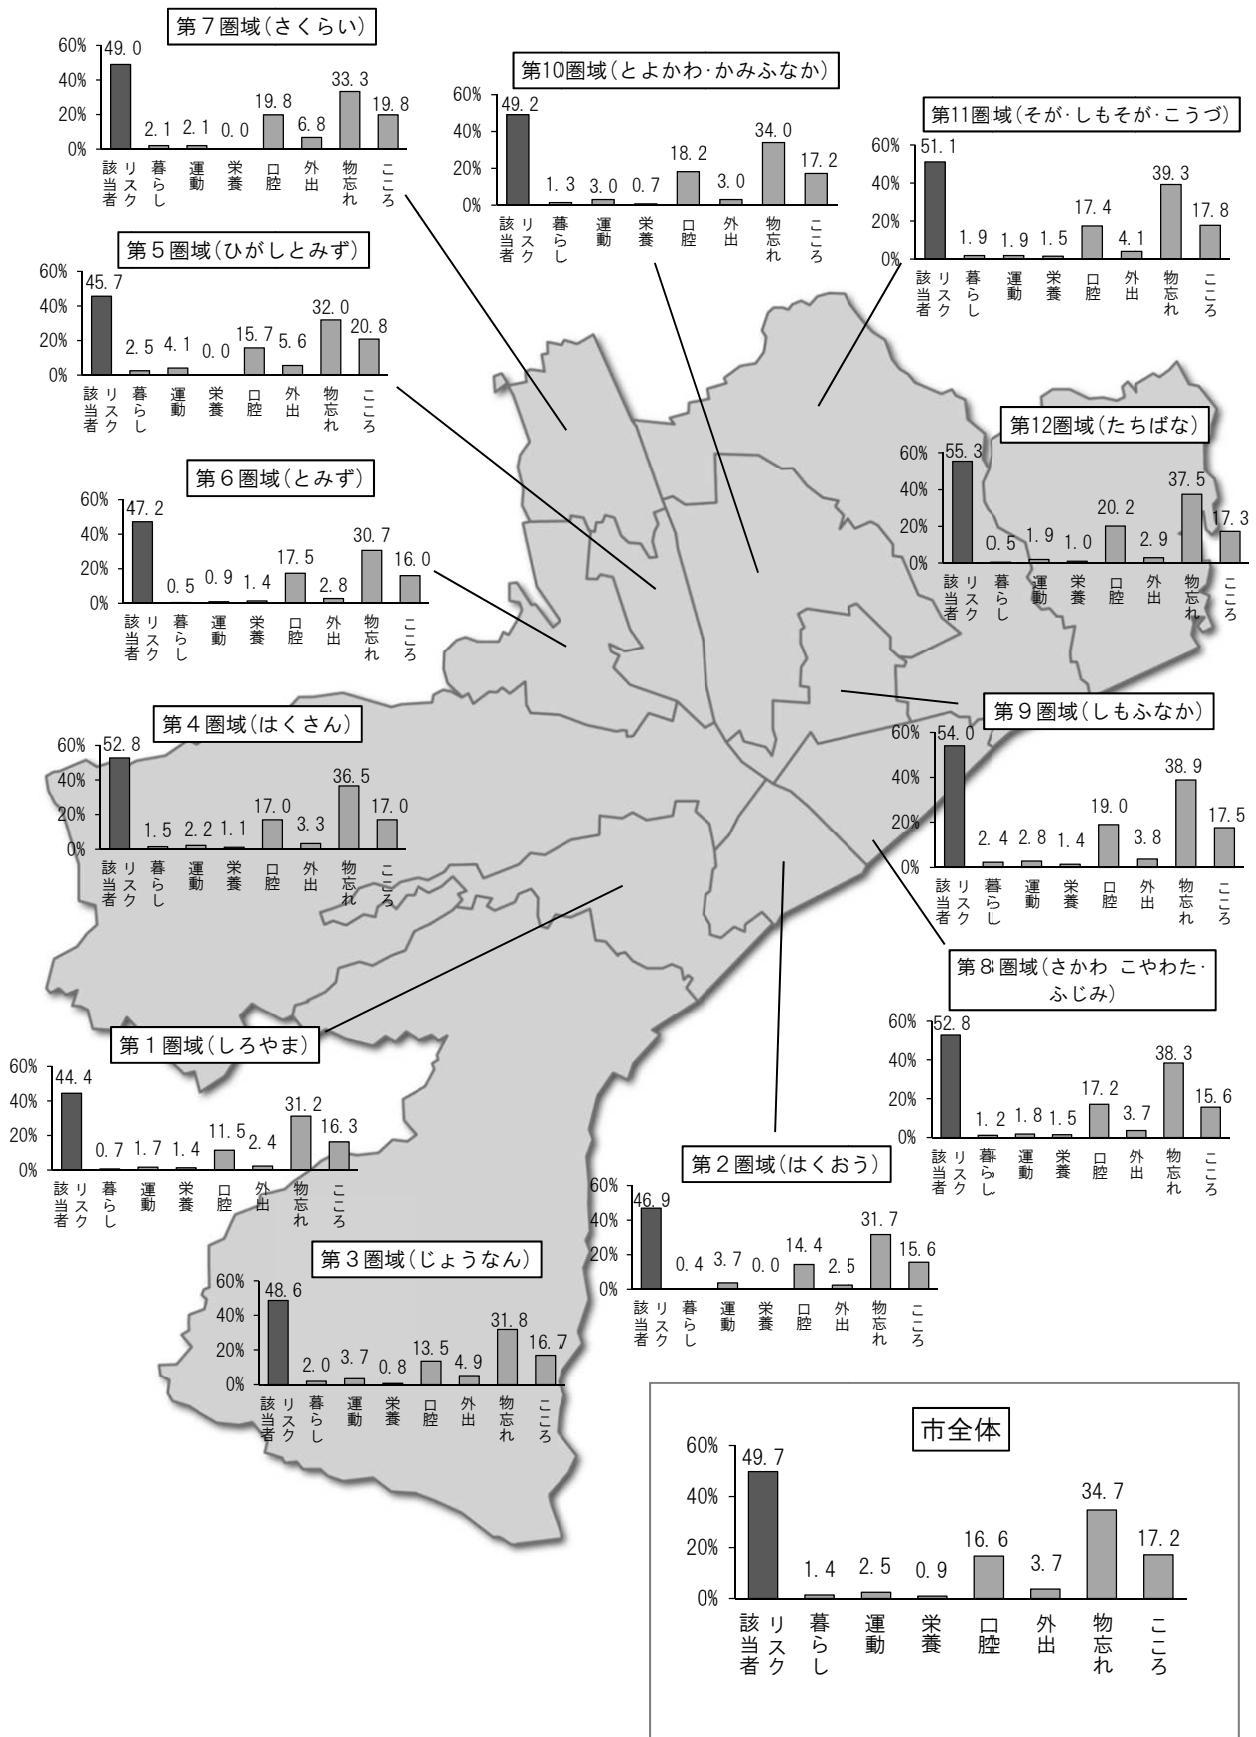 第７圏域(さくらい)
60%
40%
20%
0%
49.0
2.1
2.1
0.0
19.8
6.8
33.3
19.8
リスク該当者
暮らし
運動
栄養
口腔
外出
物忘れ
こころ
第10圏域(とよかわ・かみふなか)
60%
40%
20%
0%
49.2
1.3
3.0
0.7
18.2
3.0
34.0
17.2
リスク該当者
暮らし
運動
栄養
口腔
外出
物忘れ
こころ
第11圏域(そが・しもそが・こうづ)
60%
40%
20%
0%
51.1
1.9
1.9
1.5
17.4
4.1
39.3
17.8
リスク該当者
暮らし
運動
栄養
口腔
外出
物忘れ
こころ
第５圏域(ひがしとみず)
60%
40%
20%
0%
45.7
2.5
4.1
0.0
15.7
5.6
32.0
20.8
リスク該当者
暮らし
運動
栄養
口腔
外出
物忘れ
こころ
第12圏域(たちばな)
60%
40%
20%
0%
55.3
0.5
1.9
1.0
20.2
2.9
37.5
17.3
リスク該当者
暮らし
運動
栄養
口腔
外出
物忘れ
こころ
第６圏域(とみず)
60%
40%
20%
0%
47.2
0.5
0.9
1.4
17.5
2.8
30.7
16.0
リスク該当者
暮らし
運動
栄養
口腔
外出
物忘れ
こころ
第４圏域(はくさん)
60%
40%
20%
0%
52.8
1.5
2.2
1.1
17.0
3.3
36.5
17.0
リスク該当者
暮らし
運動
栄養
口腔
外出
物忘れ
こころ
第９圏域(しもふなか)
60%
40%
20%
0%
54.0
2.4
2.8
1.4
19.0
3.8
38.9
17.5
リスク該当者
暮らし
運動
栄養
口腔
外出
物忘れ
こころ
第８圏域(さかわ こやわた・
ふじみ)
60%
40%
20%
0%
52.8
1.2
1.8
1.5
17.2
3.7
38.3
15.6
リスク該当者
暮らし
運動
栄養
口腔
外出
物忘れ
こころ
第１圏域(しろやま)
60%
40%
20%
0%
44.4
0.7
1.7
1.4
11.5
2.4
31.2
16.3
リスク該当者
暮らし
運動
栄養
口腔
外出
物忘れ
こころ
第２圏域(はくおう)
60%
40%
20%
0%
46.9
0.4
3.7
0.0
14.4
2.5
31.7
15.6
リスク該当者
暮らし
運動
栄養
口腔
外出
物忘れ
こころ
第３圏域(じょうなん)
60%
40%
20%
0%
48.6
2.0
3.7
0.8
13.5
4.9
31.8
16.7
リスク該当者
暮らし
運動
栄養
口腔
外出
物忘れ
こころ
市全体
60%
40%
20%
0%
49.7
1.4
2.5
0.9
16.6
3.7
34.7
17.2
リスク該当者
暮らし
運動
栄養
口腔
外出
物忘れ
こころ